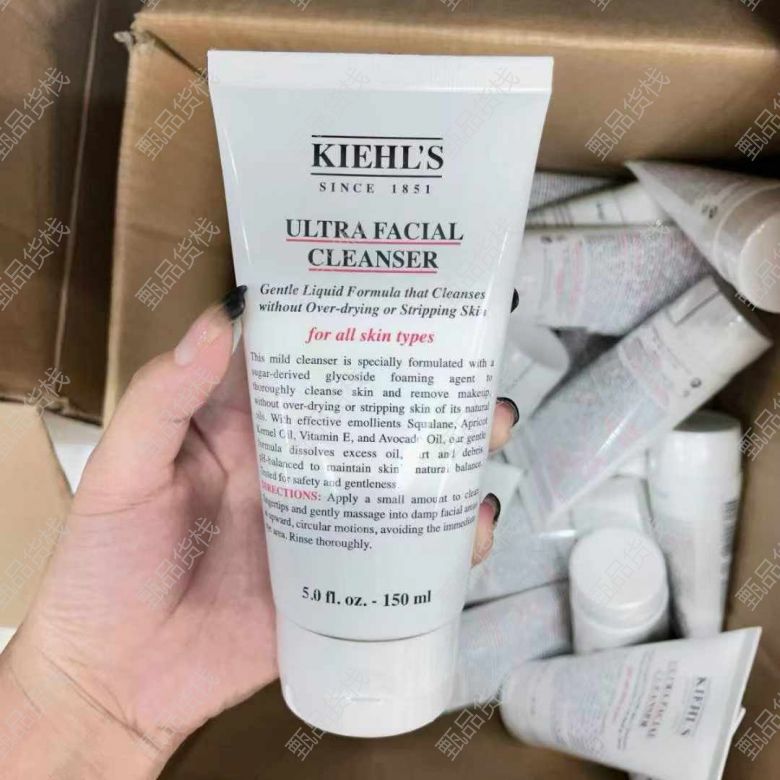 KIEHL'S
SINCE 1851
ULTRA FACIAL
CLEANSER
Gentle Liquid Formula that Cleanses
without Over-drying or Stripping
for all skin types
This mild cleanser is specially formulated with a
sugar-derived glycoside foaming agent to
thoroughly cleanse skin and remove makeup
without over-drying or stripping skin of its natural
oils. With effective emollients Squalane, Apricot
Kernel Oil, Vitamin E, and Avocado Oil, our gentle
formula dissolves excess oil, and debris.
pH-balanced to maintain skin natural balance.
Tested for safety and gentleness
DIRECTIONS: Apply a small amount to clean
fingertips and gently massage into damp facial
upward, circular motions, avoiding the immediate
area. Rinse thoroughly.
5.0 fl. oz. - 150 ml
KIEHL'S
ULTRA FACIAL
CLEANSER
甄品货栈